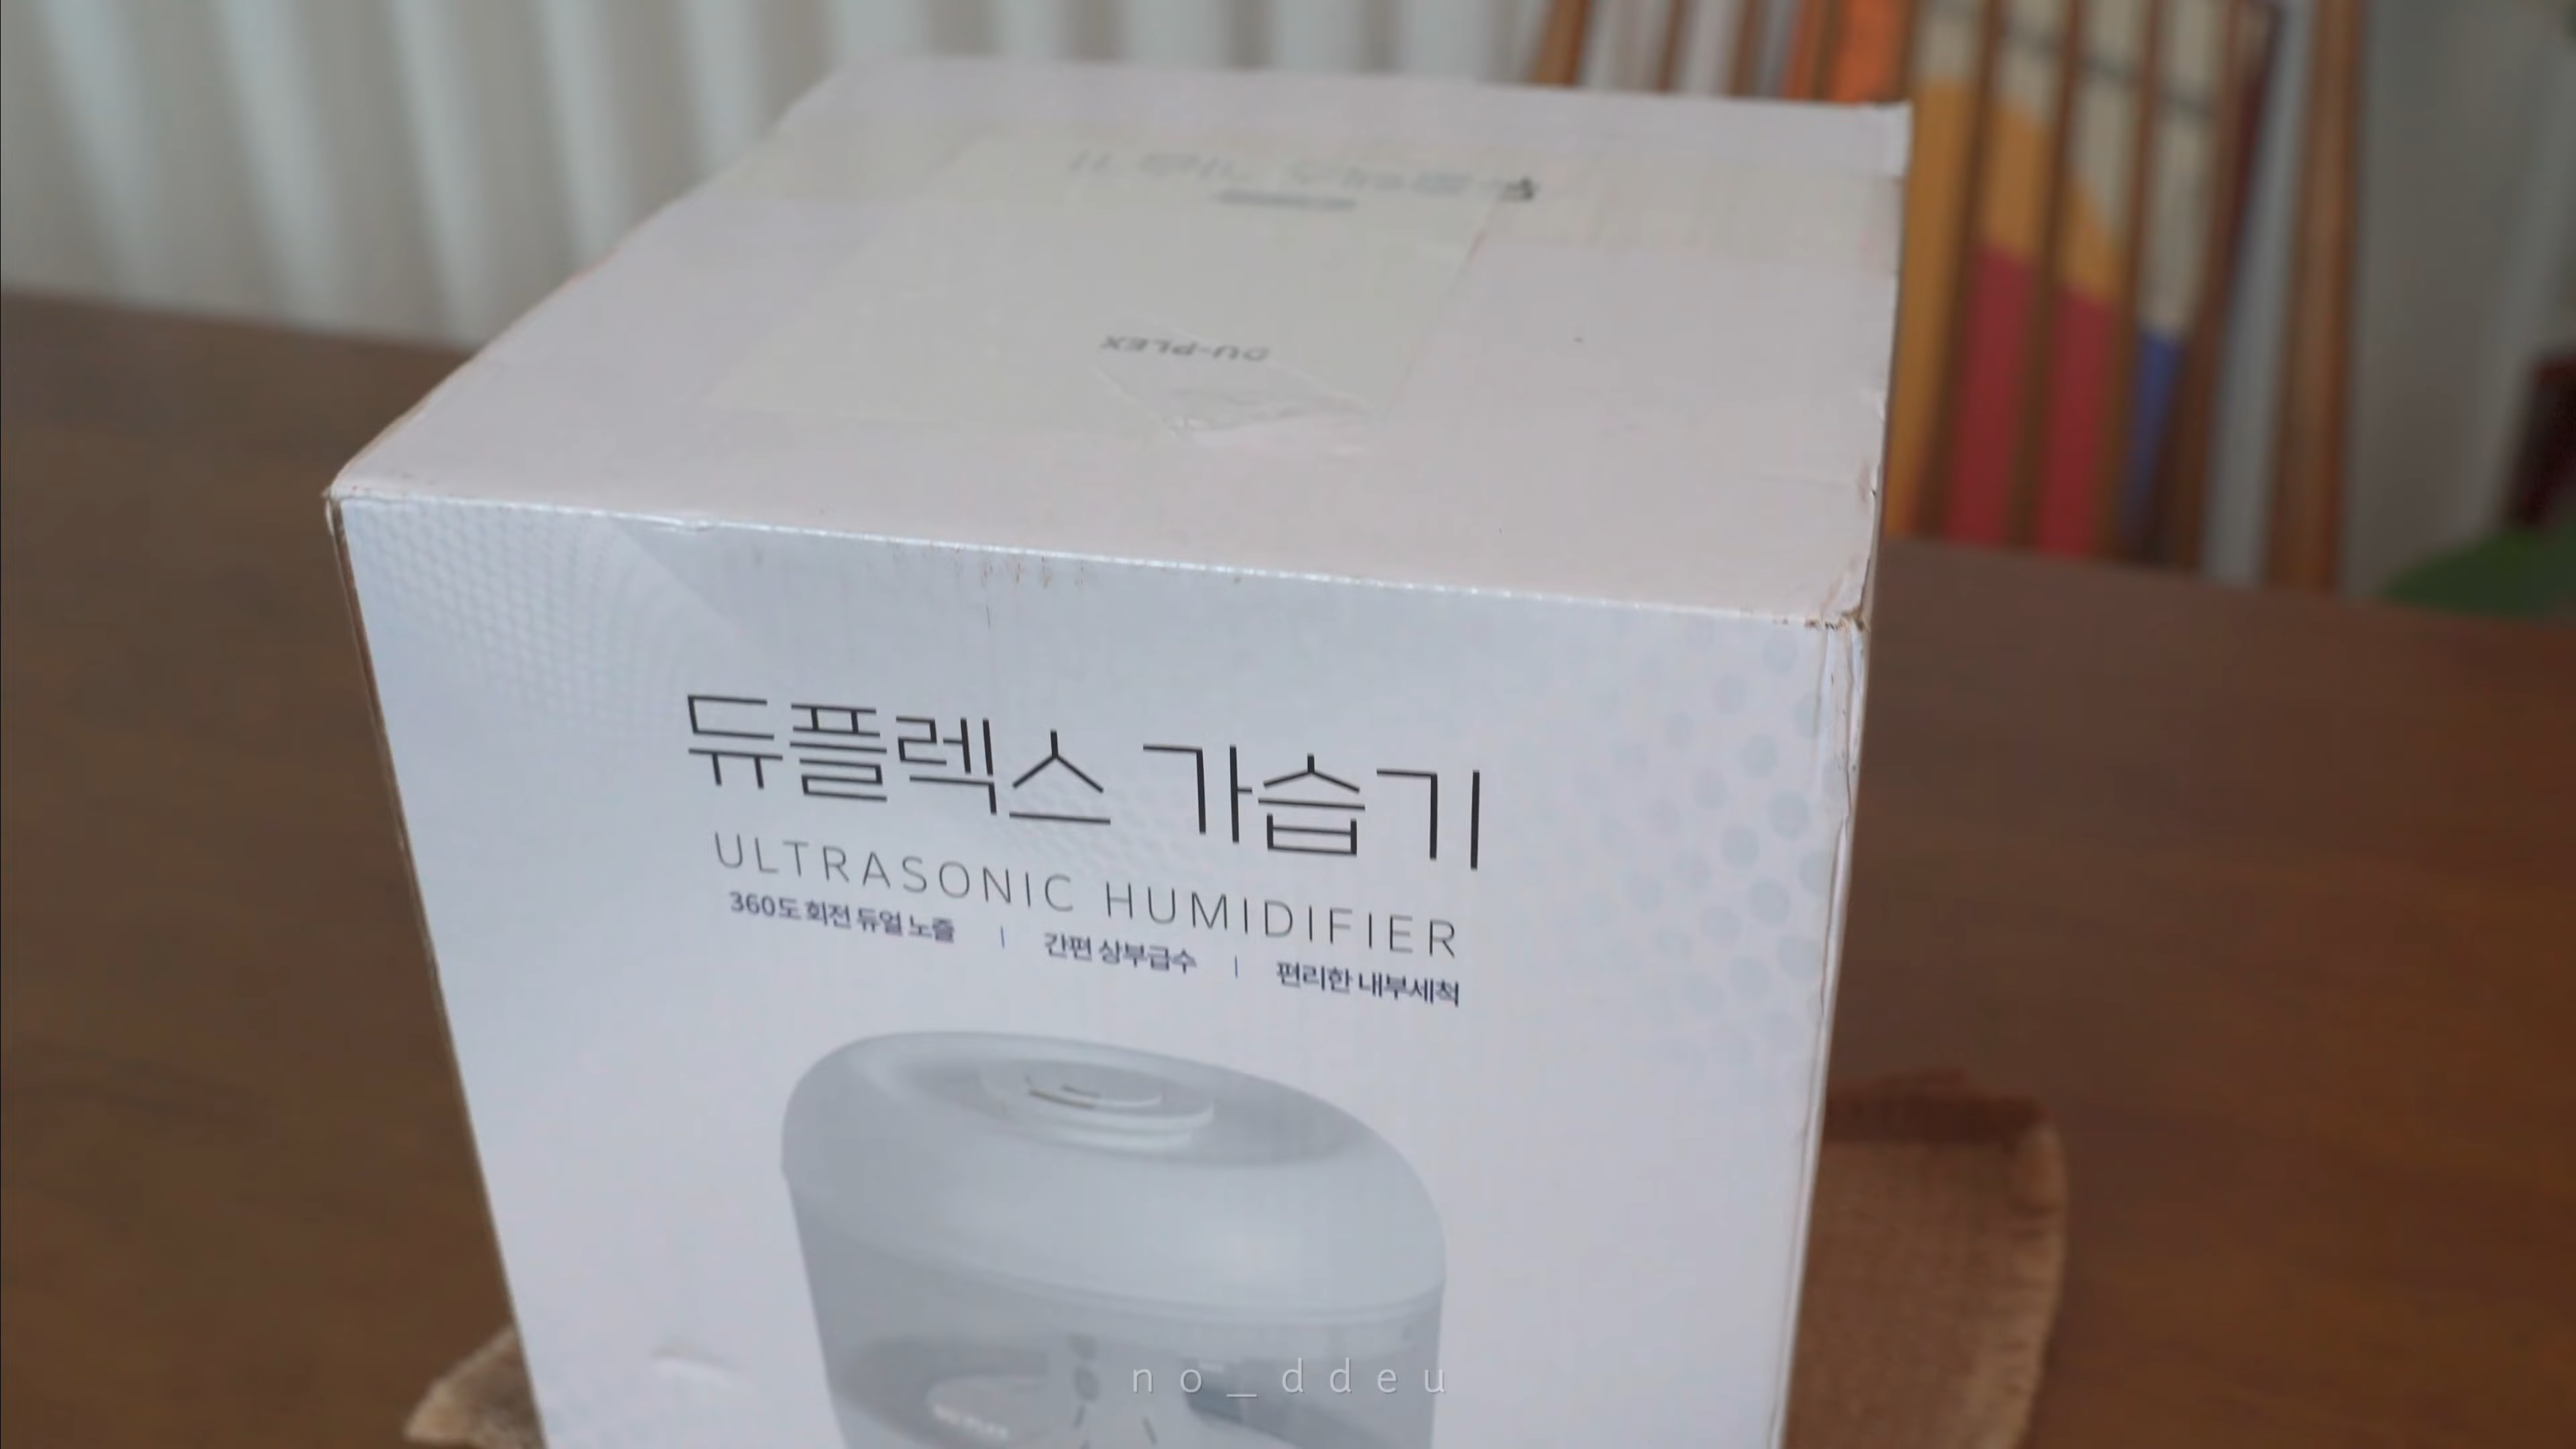 DU-PLEX
듀플렉스 가습기
ULTRASONIC HUMIDIFIER
360도 회전 듀얼 노즐 | 간편 상부급수 | 편리한 내부세척
no_ddeu